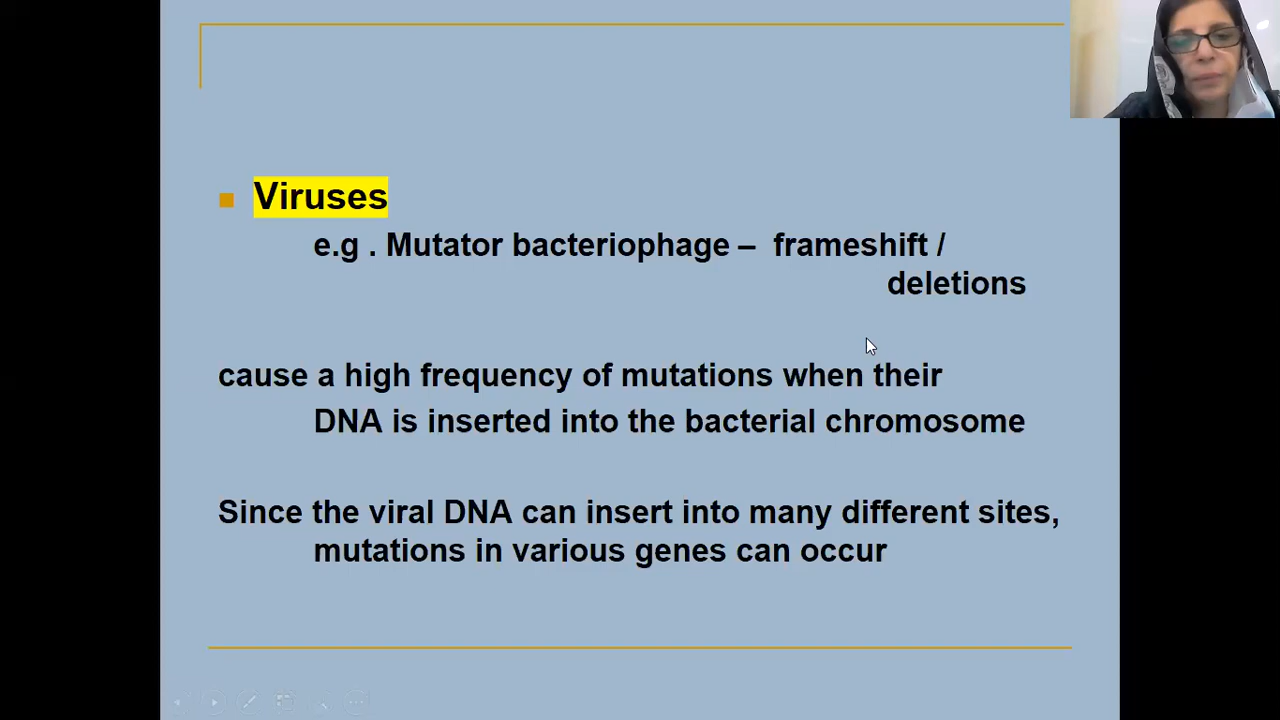 Viruses
e.g . Mutator bacteriophage – frameshift /
deletions
cause a high frequency of mutations when their
DNA is inserted into the bacterial chromosome
Since the viral DNA can insert into many different sites,
mutations in various genes can occur